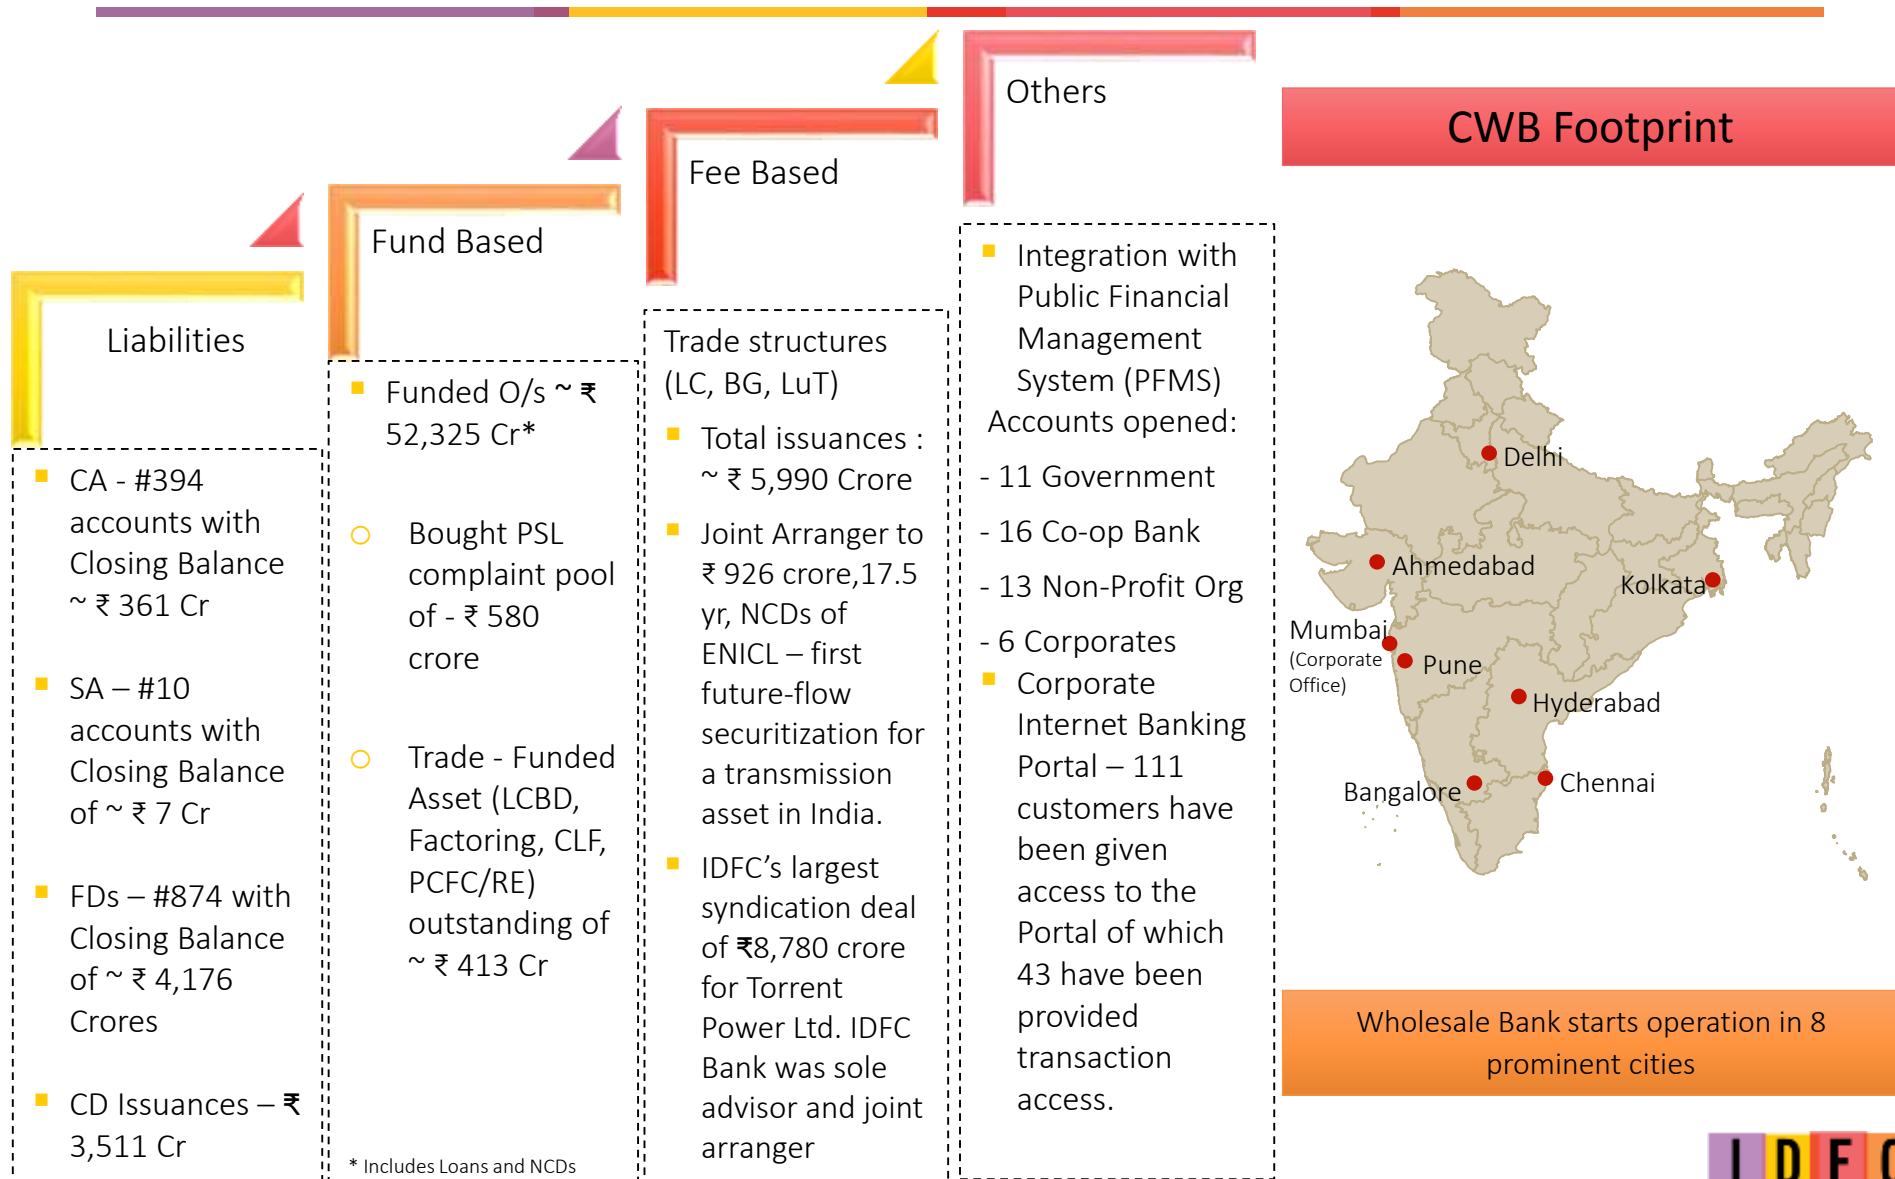 Liabilities
CA - #394
accounts with
Closing Balance
~ ₹ 361 Cr
SA – #10
accounts with
Closing Balance
of ~ ₹ 7 Cr
FDs – #874 with
Closing Balance
of ~ ₹ 4,176
Crores
CD Issuances – ₹
3,511 Cr
Fund Based
Funded O/s ~ ₹
52,325 Cr*
Bought PSL
complaint pool
of - ₹ 580
crore
Trade - Funded
Asset (LCBD,
Factoring, CLF,
PCFC/RE)
outstanding of
~ ₹ 413 Cr
* Includes Loans and NCDs
Fee Based
Trade structures
(LC, BG, LuT)
Total issuances :
~ ₹ 5,990 Crore
Joint Arranger to
₹ 926 crore,17.5
yr, NCDs of
ENICL – first
future-flow
securitization for
a transmission
asset in India.
IDFC’s largest
syndication deal
of ₹8,780 crore
for Torrent
Power Ltd. IDFC
Bank was sole
advisor and joint
arranger
Others
Integration with
Public Financial
Management
System (PFMS)
Accounts opened:
- 11 Government
- 16 Co-op Bank
- 13 Non-Profit Org
- 6 Corporates
Corporate
Internet Banking
Portal – 111
customers have
been given
access to the
Portal of which
43 have been
provided
transaction
access.
CWB Footprint
Delhi
Ahmedabad
Kolkata
Mumbai
(Corporate
Office)
Pune
Hyderabad
Bangalore
Chennai
Wholesale Bank starts operation in 8
prominent cities
IDFC